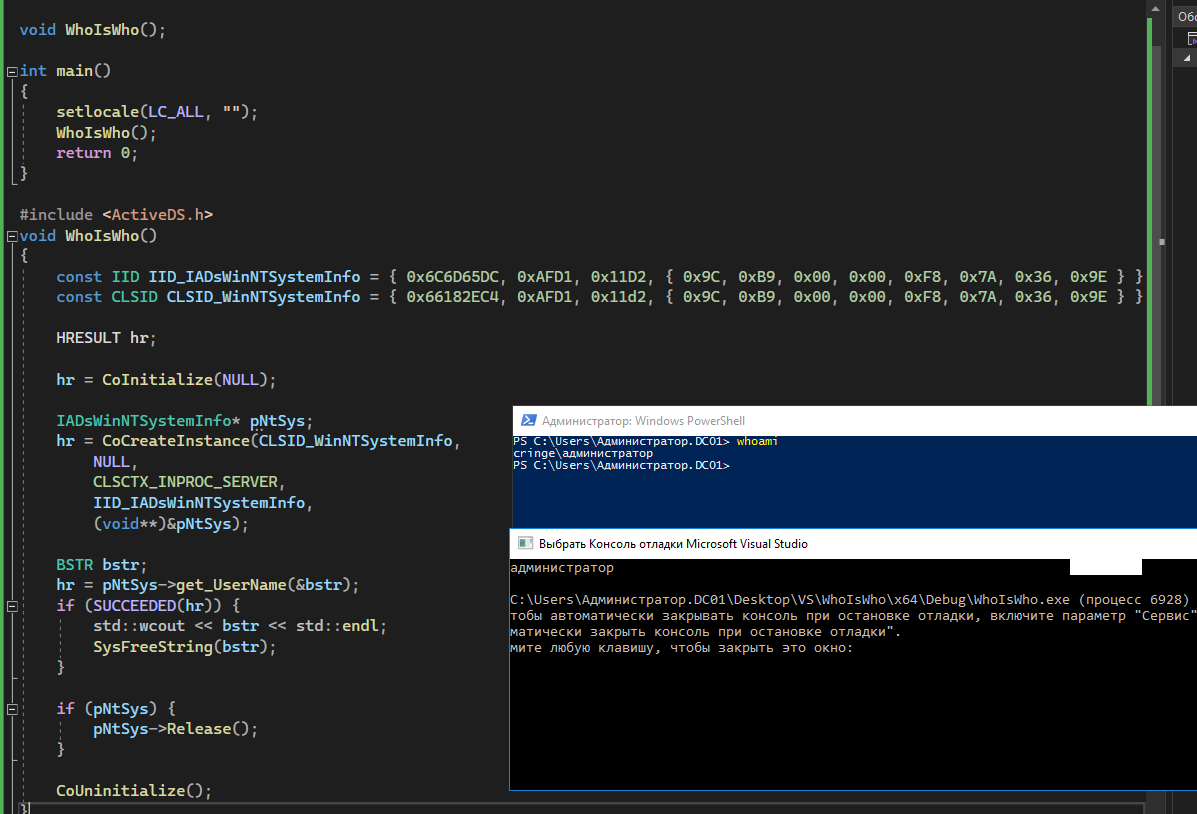 Обо
void WhoIsWho();
int main()
{
setlocale(LC_ALL, "");
WhoIsWho();
return 0;
}
#include <ActiveDS.h>
void WhoIsWho()
{
const IID IID_IADsWinNTSystemInfo = { 0x6C6D65DC, 0xAFD1, 0x11D2, { 0x9C, 0xB9, 0x00, 0x00, 0xF8, 0x7A, 0x36, 0x9E } }
const CLSID CLSID_WinNTSystemInfo = { 0x66182EC4, 0xAFD1, 0x11d2, { 0x9C, 0xB9, 0x00, 0x00, 0xF8, 0x7A, 0x36, 0x9E } }
HRESULT hr;
hr = CoInitialize(NULL);
IADsWinNTSystemInfo* pNtSys;
hr = CoCreateInstance(CLSID_WinNTSystemInfo,
NULL,
CLSCTX_INPROC_SERVER,
IID_IADsWinNTSystemInfo,
(void**)&pNtSys);
BSTR bstr;
hr = pNtSys->get_UserName(&bstr);
if (SUCCEEDED(hr)) {
std::wcout << bstr << std::endl;
SysFreeString(bstr);
}
if (pNtSys) {
pNtSys->Release();
}
CoUninitialize();
}
Администратор: Windows PowerShell
PS C:\Users\Администратор.DC01> whoami
cringe\администратор
PS C:\Users\Администратор.DC01>
Выбрать Консоль отладки Microsoft Visual Studio
администратор
C:\Users\Администратор.DC01\Desktop\VS\WhoIsWho\x64\Debug\WhoIsWho.exe (процесс 6928)
тобы автоматически закрывать консоль при остановке отладки, включите параметр "Сервис"
матически закрыть консоль при остановке отладки".
мите любую клавишу, чтобы закрыть это окно: